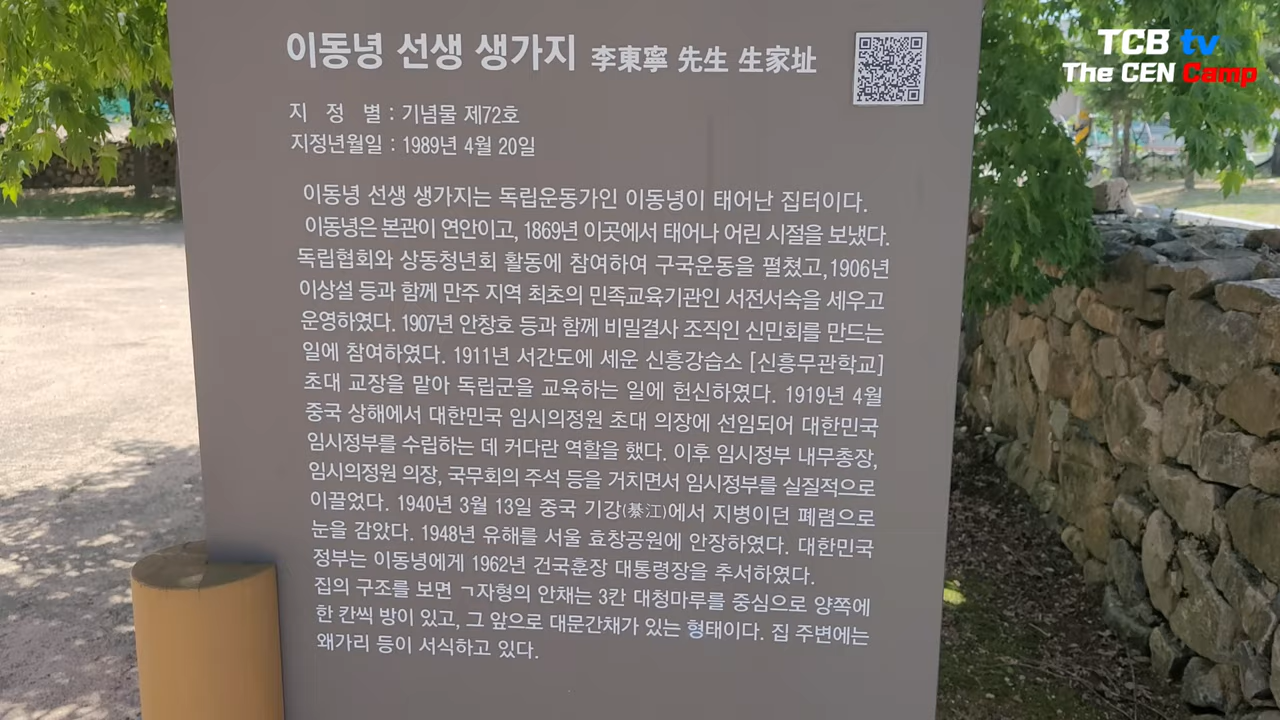 이동녕 선생 생가지 李東寧 先生 生家址
TCB tv
The CEN Camp
지 정 별 : 기념물 제72호
지정년월일 : 1989년 4월 20일
이동녕 선생 생가지는 독립운동가인 이동녕이 태어난 집터이다.
이동녕은 본관이 연안이고, 1869년 이곳에서 태어나 어린 시절을 보냈다.
독립협회와 상동청년회 활동에 참여하여 구국운동을 펼쳤고,1906년
이상설 등과 함께 만주 지역 최초의 민족교육기관인 서전서숙을 세우고
운영하였다. 1907년 안창호 등과 함께 비밀결사 조직인 신민회를 만드는
일에 참여하였다. 1911년 서간도에 세운 신흥강습소 [신흥무관학교]
초대 교장을 맡아 독립군을 교육하는 일에 헌신하였다. 1919년 4월
중국 상해에서 대한민국 임시의정원 초대 의장에 선임되어 대한민국
임시정부를 수립하는 데 커다란 역할을 했다. 이후 임시정부 내무총장,
임시의정원 의장, 국무회의 주석 등을 거치면서 임시정부를 실질적으로
이끌었다. 1940년 3월 13일 중국 기강(綦江)에서 지병이던 폐렴으로
눈을 감았다. 1948년 유해를 서울 효창공원에 안장하였다. 대한민국
정부는 이동녕에게 1962년 건국훈장 대통령장을 추서하였다.
집의 구조를 보면 ㄱ자형의 안채는 3칸 대청마루를 중심으로 양쪽에
한 칸씩 방이 있고, 그 앞으로 대문간채가 있는 형태이다. 집 주변에는
왜가리 등이 서식하고 있다.